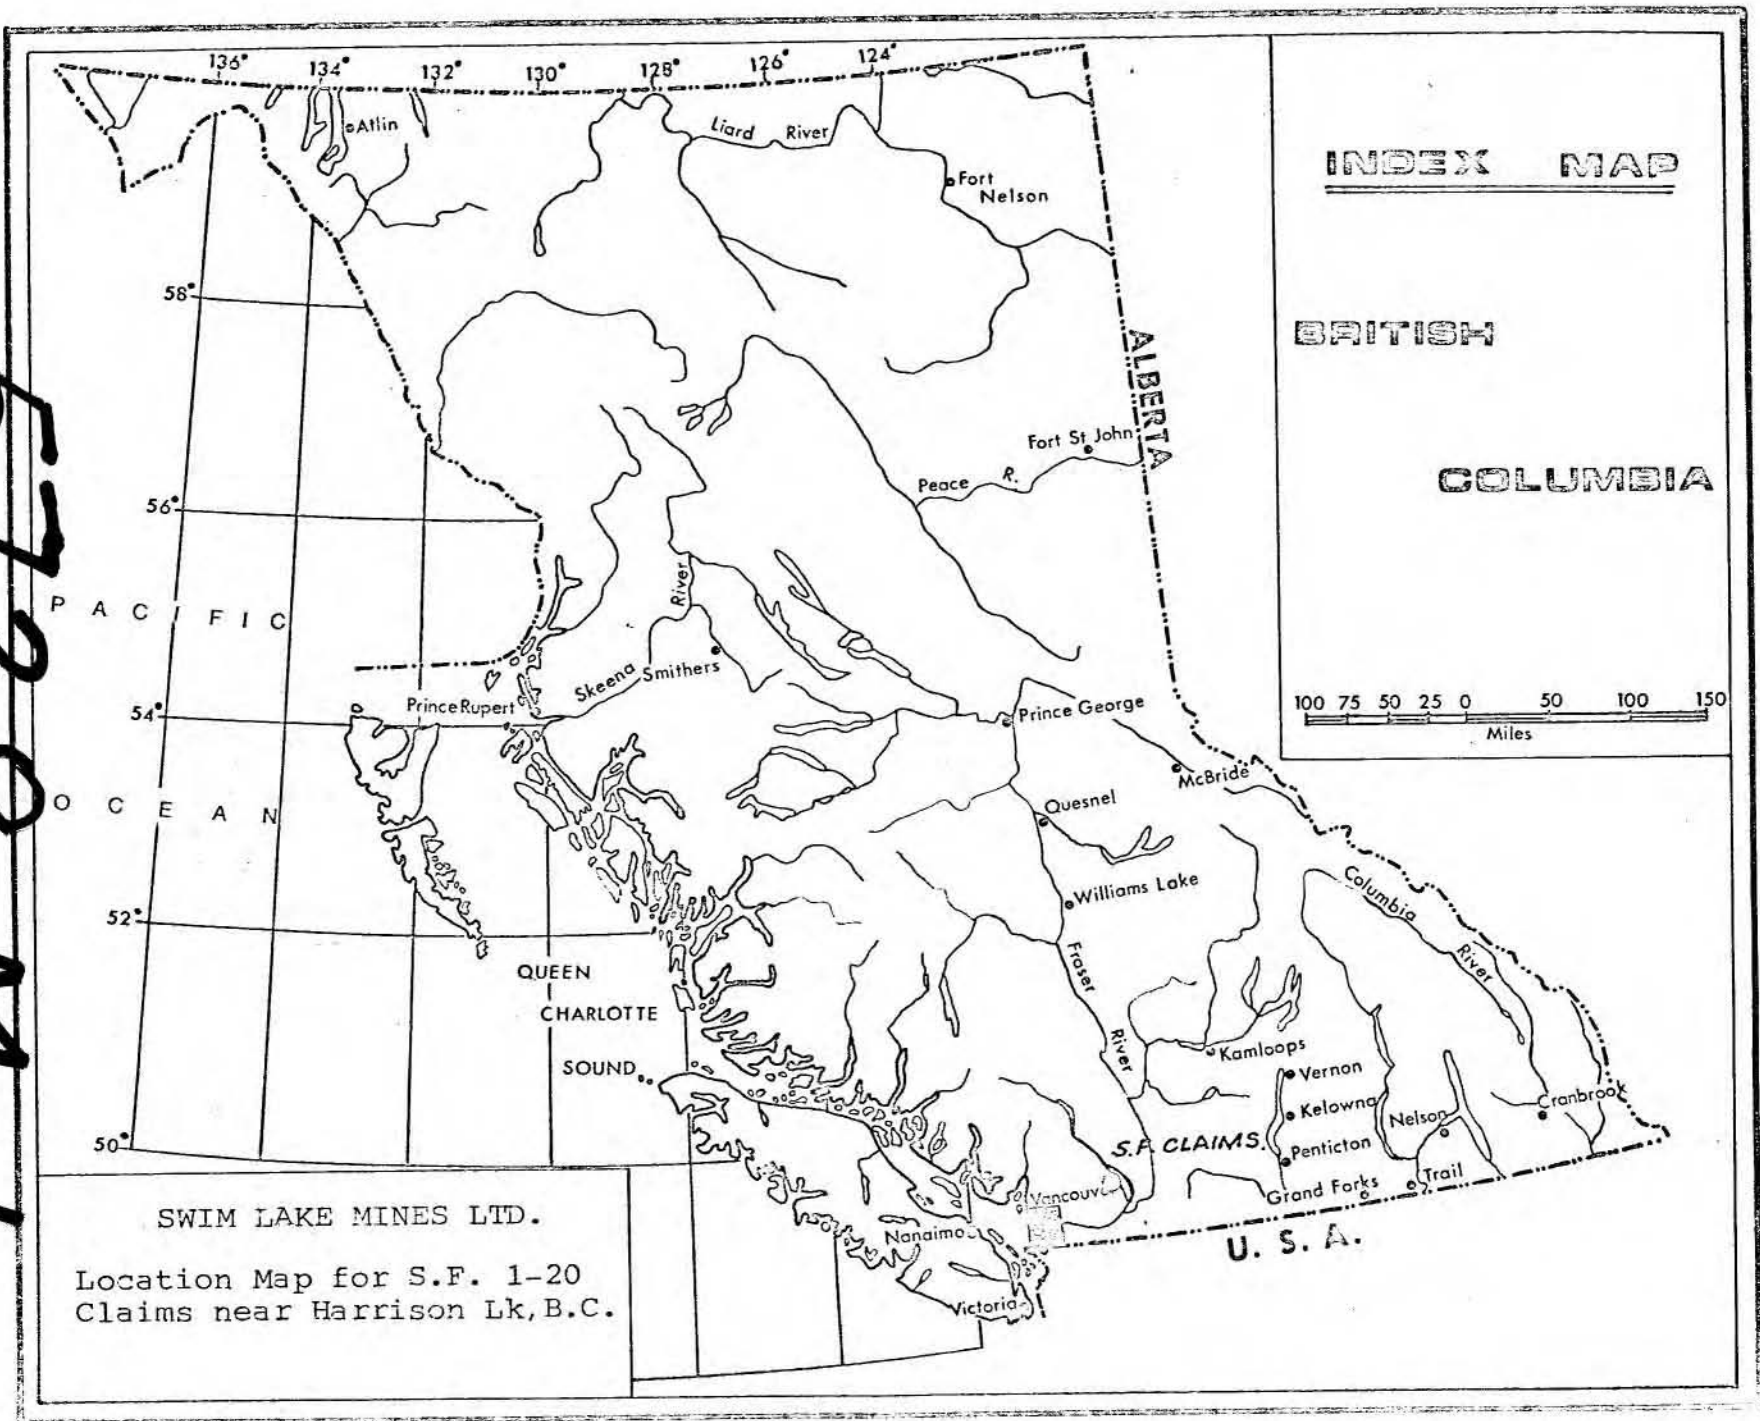 136° 134° 132° 130° 128° 126° 124°
Atlin
Liard River
Fort
Nelson
INDEX MAP
58°
BRITISH
ALBERTA
Fort St John
Peace R.
COLUMBIA
56°
River
PACIFIC
Skeena
Smithers
Prince Rupert
54°
Prince George
100 75 50 25 0 50 100 150
Miles
McBride
Quesnel
OCEAN
Williams Lake
Columbia
River
52°
Fraser
River
QUEEN
CHARLOTTE
SOUND
Kamloops
Vernon
Kelowna
Nelson
Cranbrook
50°
S.F. CLAIMS.
Penticton
Grand Forks
Trail
Vancouver
Nanaimo
U. S. A.
Victoria
SWIM LAKE MINES LTD.
Location Map for S.F. 1-20
Claims near Harrison Lk,B.C.